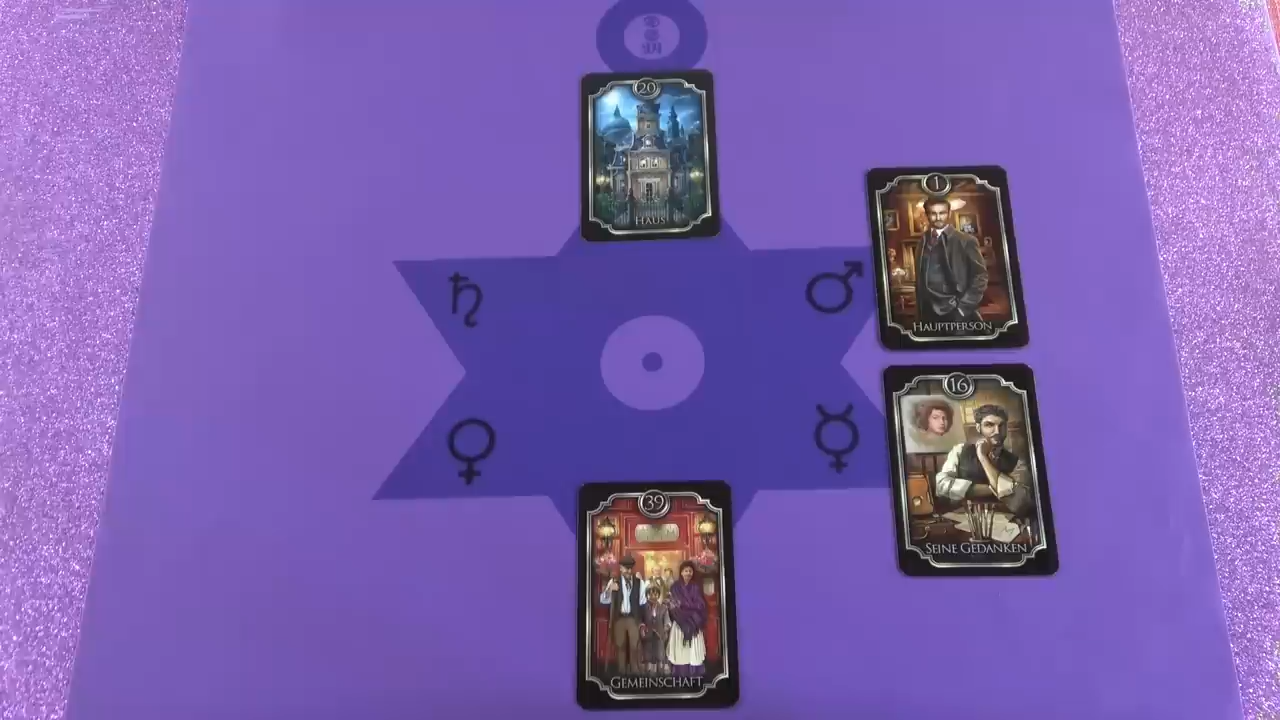 20
HAUS
1
HAUPTPERSON
16
SEINE GEDANKEN
39
GEMEINSCHAFT